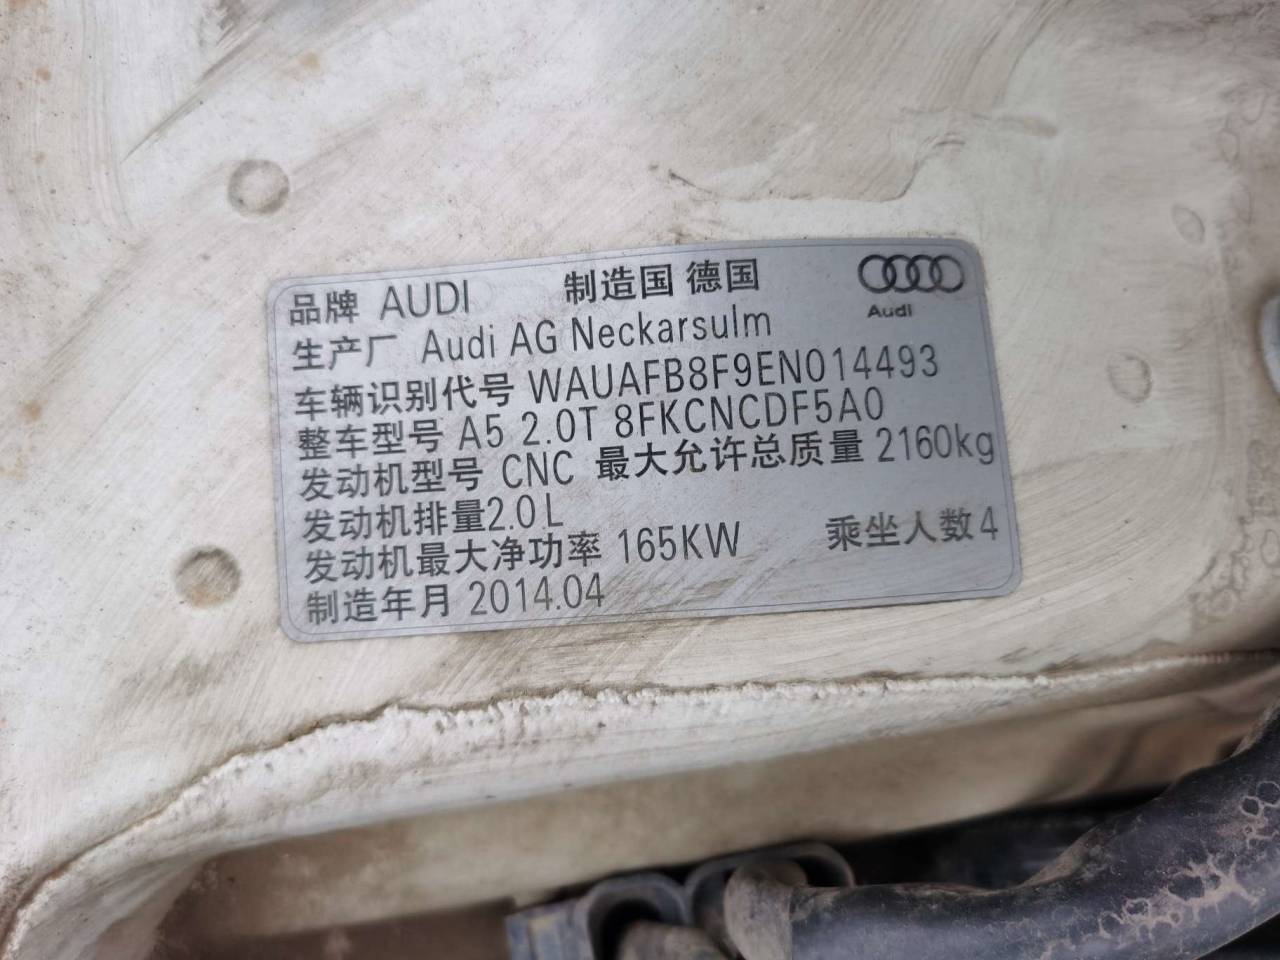 品牌 AUDI 制造国 德国
Audi
生产厂 Audi AG Neckarsulm
车辆识别代号 WAUAFB8F9EN014493
整车型号 A5 2.0T 8FKCNCDF5A0
发动机型号 CNC 最大允许总质量 2160kg
发动机排量2.0L
发动机最大净功率 165KW 乘坐人数4
制造年月 2014.04